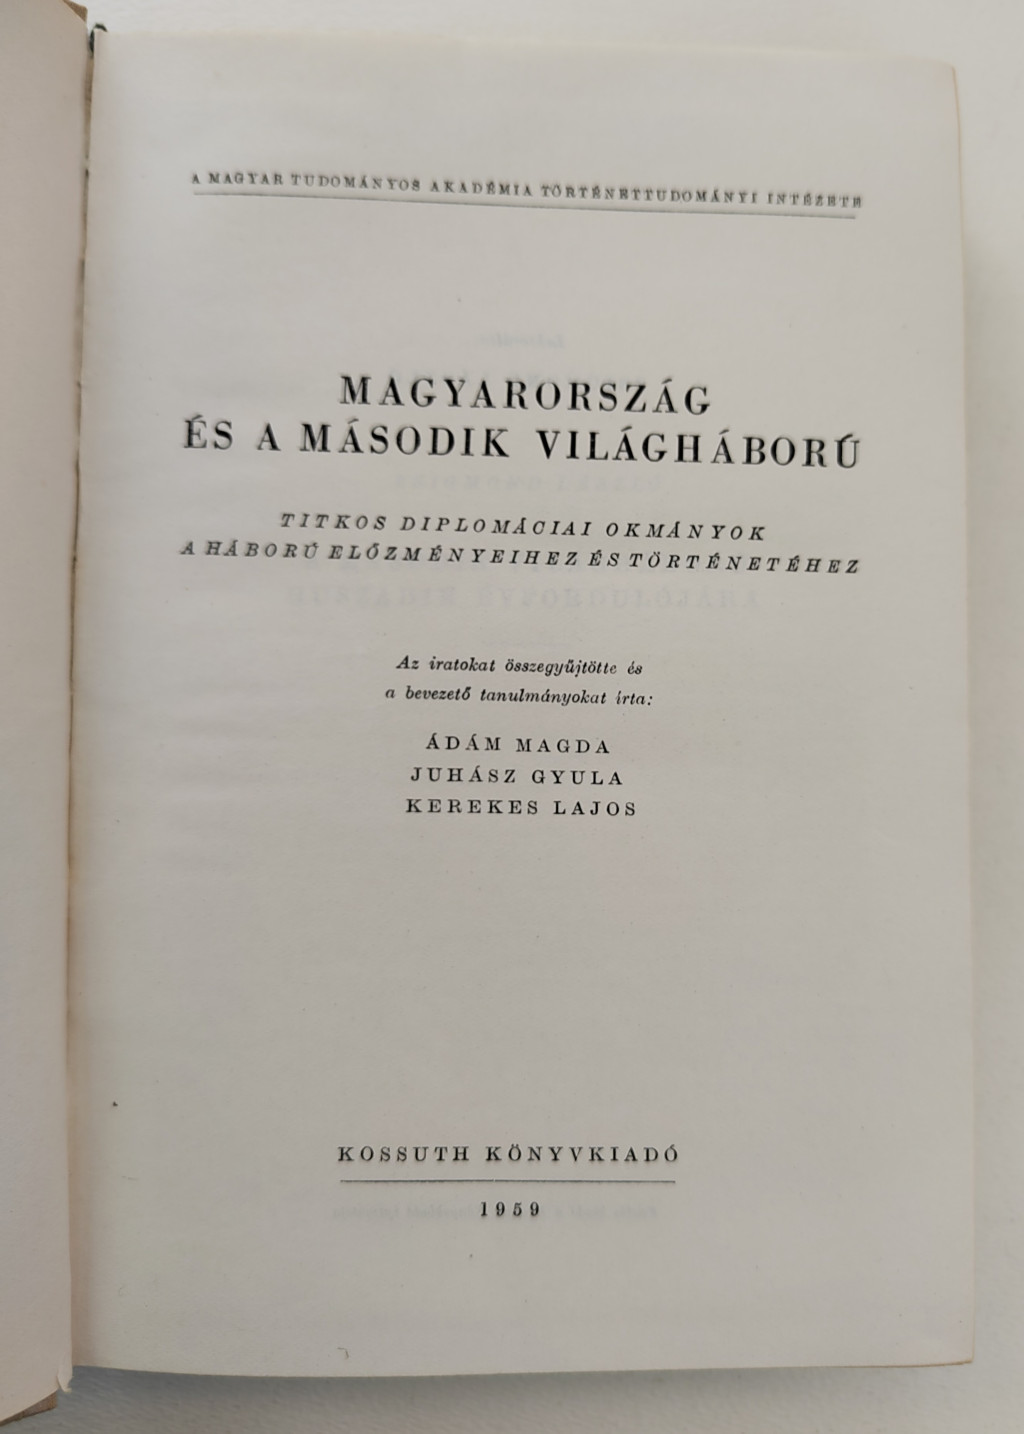 A MAGYAR TUDOMÁNYOS AKADÉMIA TÖRTÉNETTUDOMÁNYI INTÉZETE
MAGYARORSZÁG
ÉS A MÁSODIK VILÁGHÁBORÚ
TITKOS DIPLOMÁCIAI OKMÁNYOK
A HÁBORÚ ELŐZMÉNYEIHEZ ÉS TÖRTÉNETÉHEZ
Az iratokat összegyűjtötte és
a bevezető tanulmányokat írta:
ÁDÁM MAGDA
JUHÁSZ GYULA
KEREKES LAJOS
KOSSUTH KÖNYVKIADÓ
1959